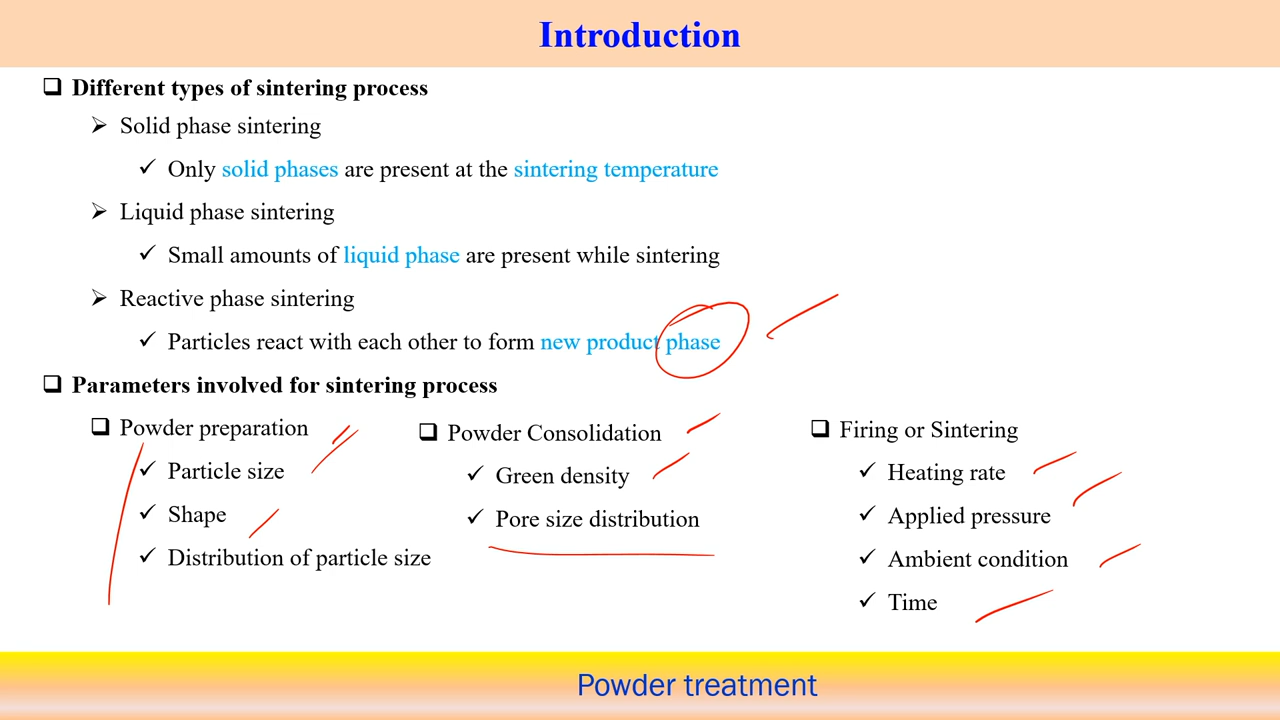 Introduction
❑ Different types of sintering process
➢ Solid phase sintering
✓ Only solid phases are present at the sintering temperature
➢ Liquid phase sintering
✓ Small amounts of liquid phase are present while sintering
➢ Reactive phase sintering
✓ Particles react with each other to form new product phase
❑ Parameters involved for sintering process
❑ Powder preparation
✓ Particle size
✓ Shape
✓ Distribution of particle size
❑ Powder Consolidation
✓ Green density
✓ Pore size distribution
❑ Firing or Sintering
✓ Heating rate
✓ Applied pressure
✓ Ambient condition
✓ Time
Powder treatment